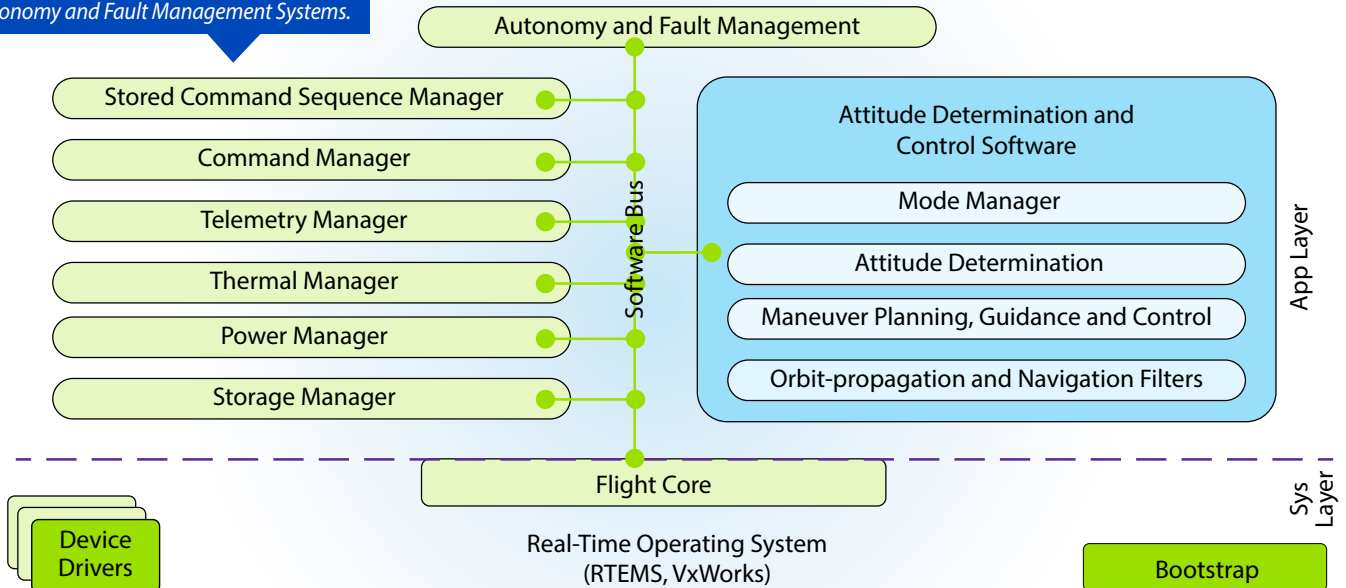 onomy and Fault Management Systems.
Autonomy and Fault Management
Stored Command Sequence Manager
Command Manager
Telemetry Manager
Thermal Manager
Power Manager
Storage Manager
Software Bus
Attitude Determination and
Control Software
Mode Manager
Attitude Determination
Maneuver Planning, Guidance and Control
Orbit-propagation and Navigation Filters
App Layer
Flight Core
Sys
Layer
Device
Drivers
Real-Time Operating System
(RTEMS, VxWorks)
Bootstrap